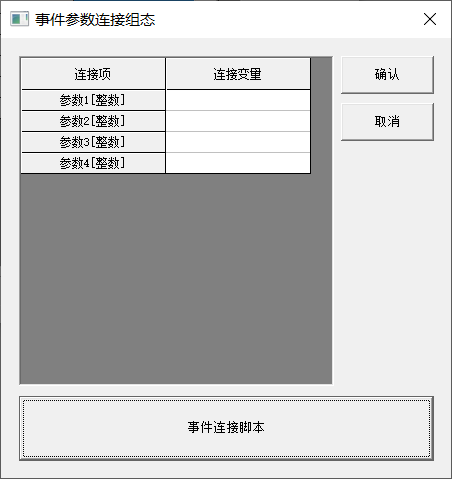 事件参数连接组态
连接项 连接变量
参数1[整数]
参数2[整数]
参数3[整数]
参数4[整数]
确认
取消
事件连接脚本